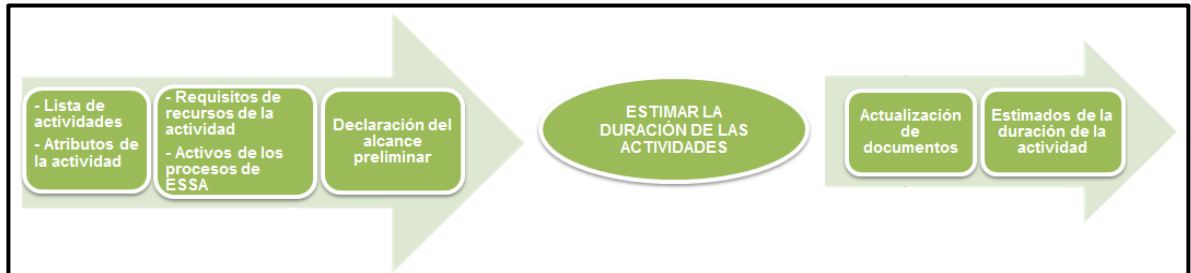 - Lista de
actividades
- Atributos de
la actividad
- Requisitos de
recursos de la
actividad
- Activos de los
procesos de
ESSA
Declaración del
alcance
preliminar
ESTIMAR LA
DURACIÓN DE LAS
ACTIVIDADES
Actualización
de
documentos
Estimados de la
duración de la
actividad